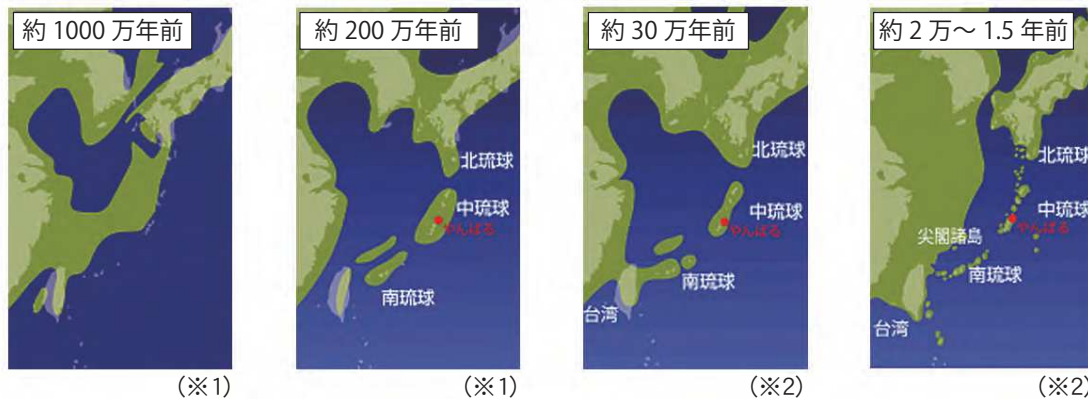 約 1000 万年前
(※1)
約 200 万年前
北琉球
中琉球
やんばる
南琉球
(※1)
約 30 万年前
北琉球
中琉球
やんばる
南琉球
台湾
(※2)
約 2 万〜 1.5 年前
北琉球
中琉球
やんばる
尖閣諸島
南琉球
台湾
(※2)